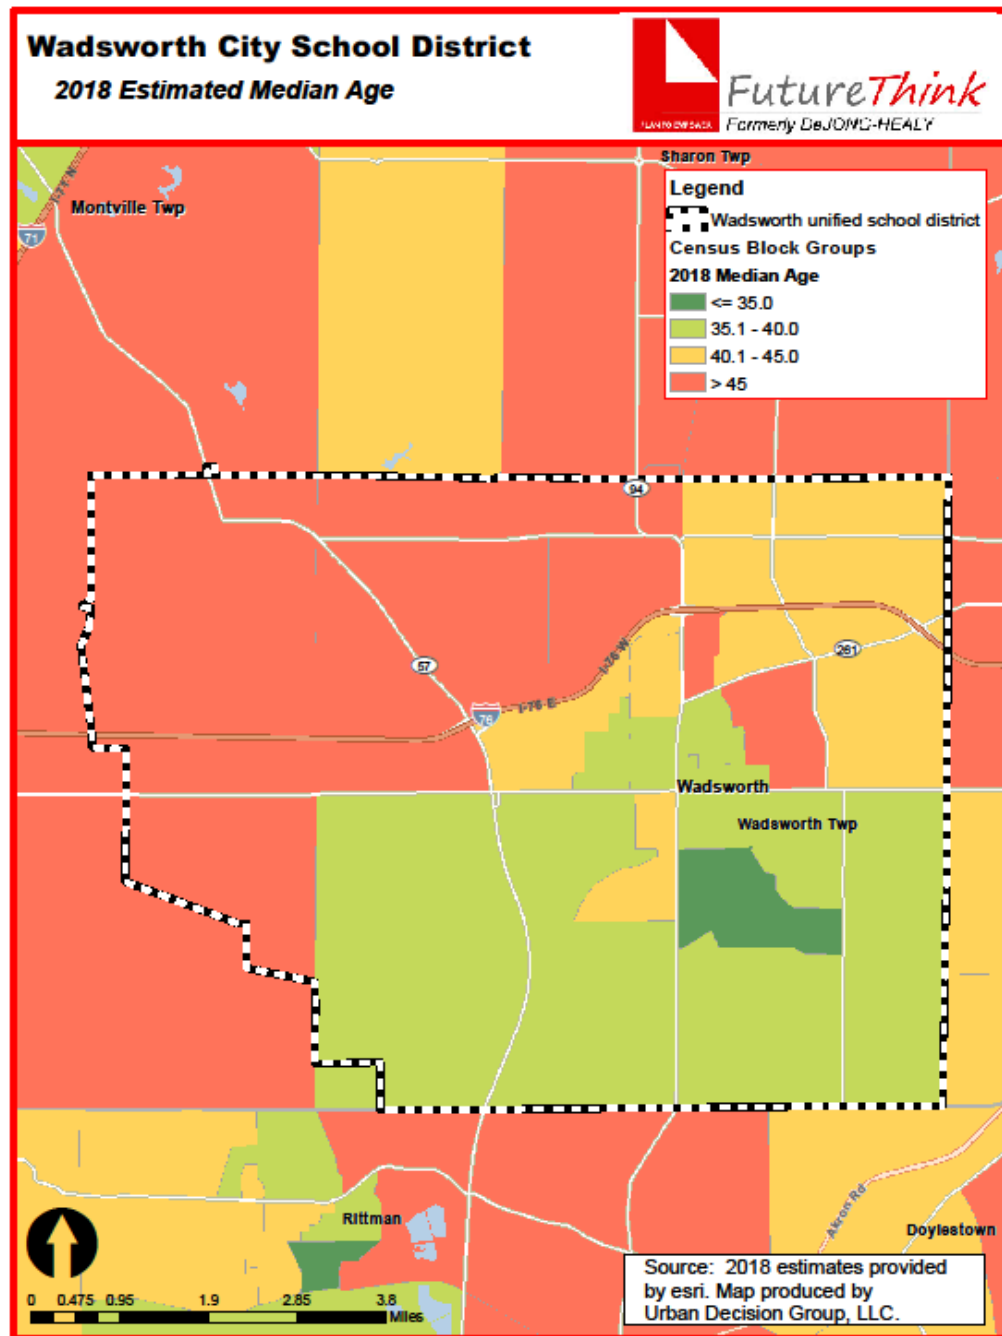 Wadsworth City School District
2018 Estimated Median Age
FutureThink
Formerly DeJONG-HEALY
Sharon Twp
Legend
Wadsworth unified school district
Census Block Groups
2018 Median Age
<= 35.0
35.1 - 40.0
40.1 - 45.0
> 45
I-71 N
Montville Twp
71
94
57
261
I-76 W
I-76 E
76
Wadsworth
Wadsworth Twp
Rittman
Akron Rd
Doylestown
0 0.475 0.95 1.9 2.85 3.8
Miles
Source: 2018 estimates provided
by esri. Map produced by
Urban Decision Group, LLC.